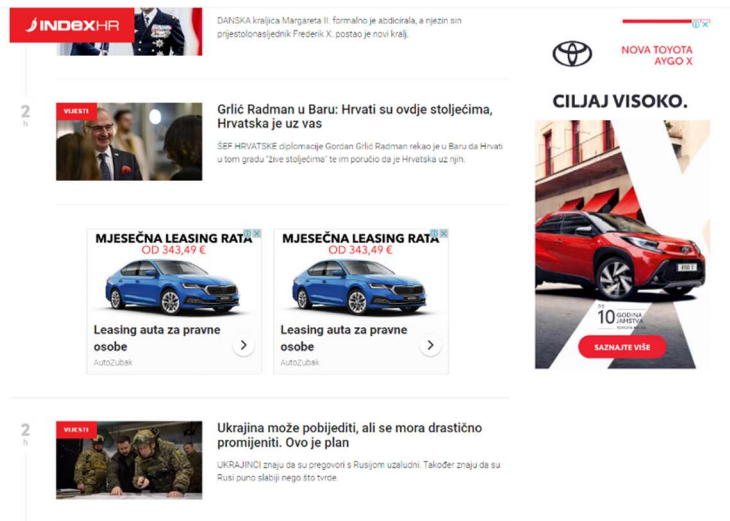 INDEXHR
DANSKA kraljica Margareta II. formalno je abdicirala, a njezin sin
prijestolonasljednik Frederik X. postao je novi kralj.
2
h
VIJESTI
Grlić Radman u Baru: Hrvati su ovdje stoljećima,
Hrvatska je uz vas
ŠEF HRVATSKE diplomacije Gordan Grlić Radman rekao je u Baru da Hrvati
u tom gradu "žive stoljećima" te im poručio da je Hrvatska uz njih.
MJESEČNA LEASING RATA
OD 343,49 €
Leasing auta za pravne
osobe
AutoZubak
MJESEČNA LEASING RATA
OD 343,49 €
Leasing auta za pravne
osobe
AutoZubak
NOVA TOYOTA
AYGO X
CILJAJ VISOKO.
10 GODINA
JAMSTVA
SAZNAJTE VIŠE
2
h
VIJESTI
Ukrajina može pobijediti, ali se mora drastično
promijeniti. Ovo je plan
UKRAJINCI znaju da su pregovori s Rusijom uzaludni. Također znaju da su
Rusi puno slabiji nego što tvrde.